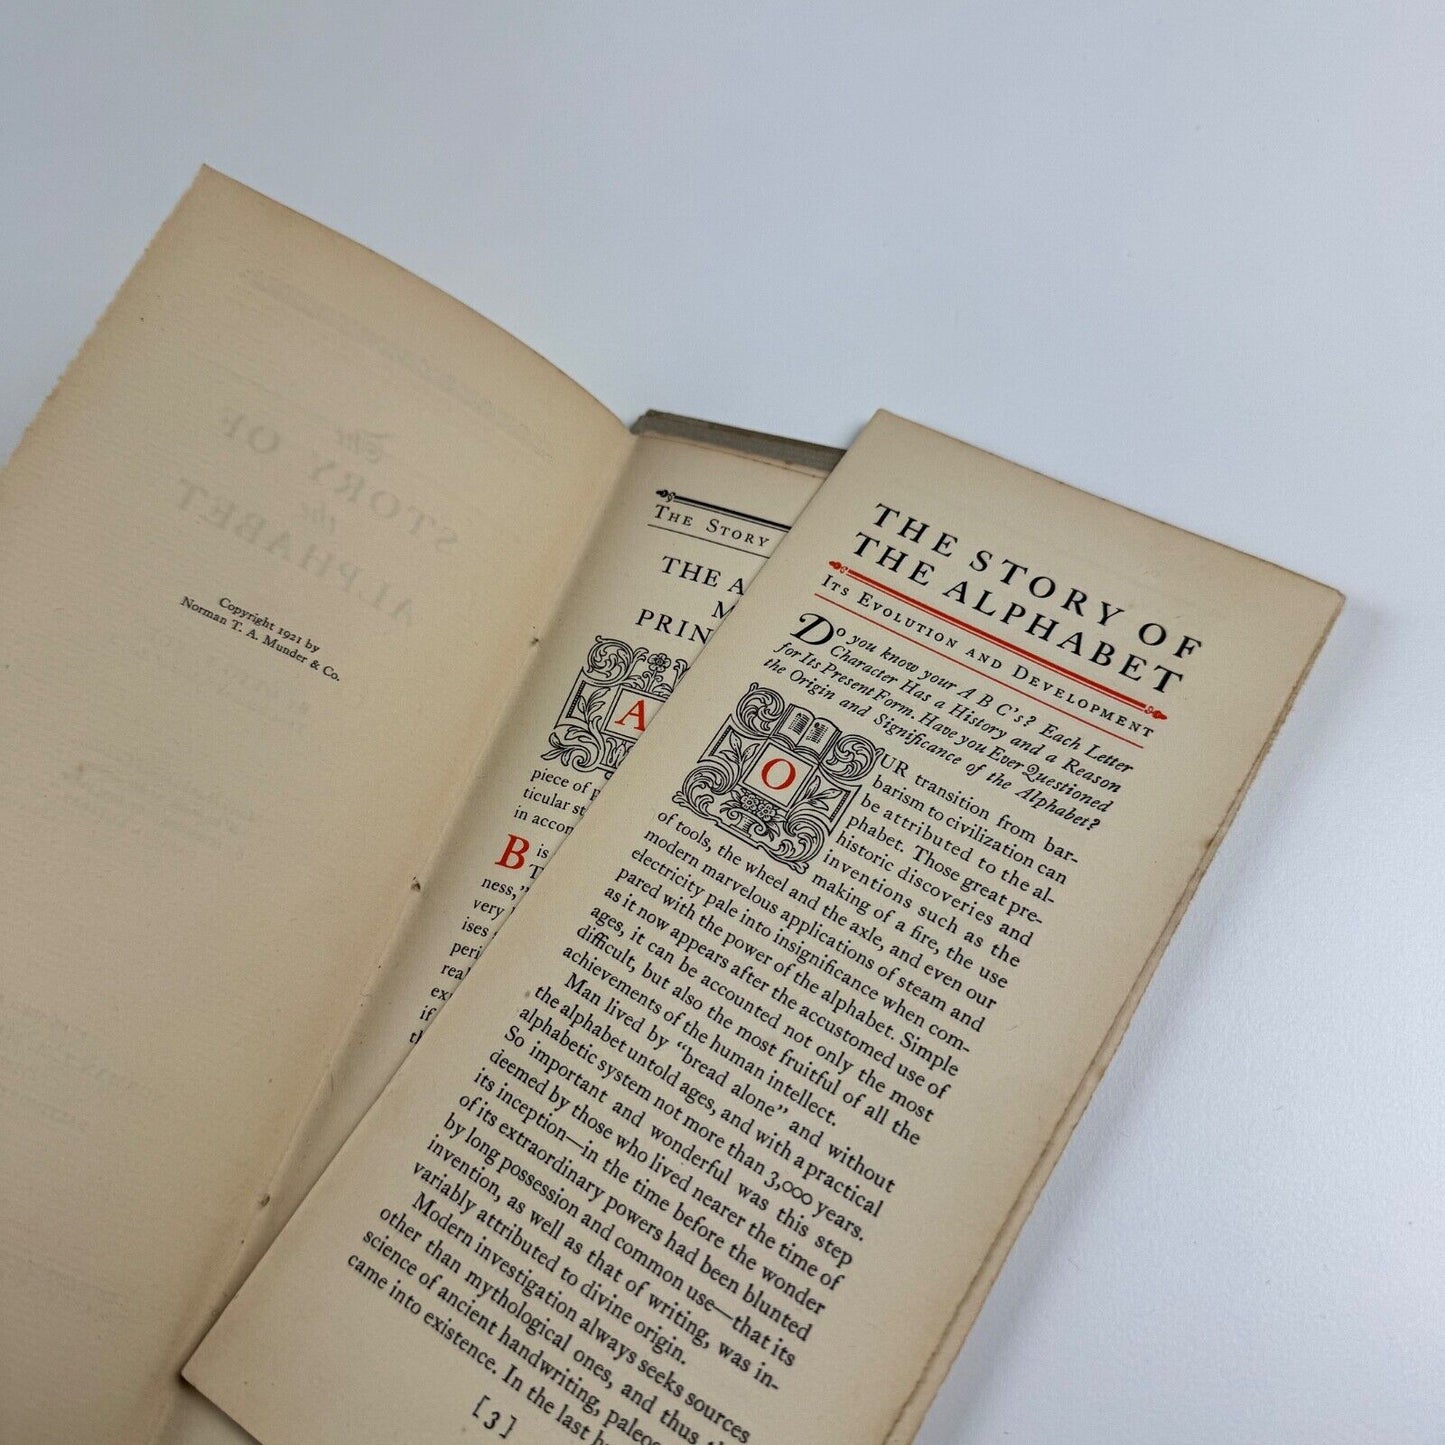 The
STORY OF
the
ALPHABET
Copyright 1921 by
Norman T. A. Munder & Co.
THE STORY
THE A
M
PRIN
A
piece of p
ticular st
in accor
B is
T
ness,"
very
ises
peri
rea
ex
if
th
THE STORY OF
THE ALPHABET
ITS EVOLUTION AND DEVELOPMENT
Do you know your A B C's? Each Letter
Character Has a History and a Reason
for Its Present Form. Have you Ever Questioned
the Origin and Significance of the Alphabet?
OUR transition from bar-
barism to civilization can
be attributed to the al-
phabet. Those great pre-
historic discoveries and
inventions such as the
making of a fire, the use
of tools, the wheel and the axle, and even our
modern marvelous applications of steam and
electricity pale into insignificance when com-
pared with the power of the alphabet. Simple
as it now appears after the accustomed use of
ages, it can be accounted not only the most
difficult, but also the most fruitful of all the
achievements of the human intellect.
Man lived by "bread alone" and without
the alphabet untold ages, and with a practical
alphabetic system not more than 3,000 years.
So important and wonderful was this step
deemed by those who lived nearer the time of
its inception—in the time before the wonder
of its extraordinary powers had been blunted
by long possession and common use—that its
invention, as well as that of writing, was in-
variably attributed to divine origin.
Modern investigation always seeks sources
other than mythological ones, and thus th
science of ancient handwriting, paleo
came into existence. In the last h
[3]